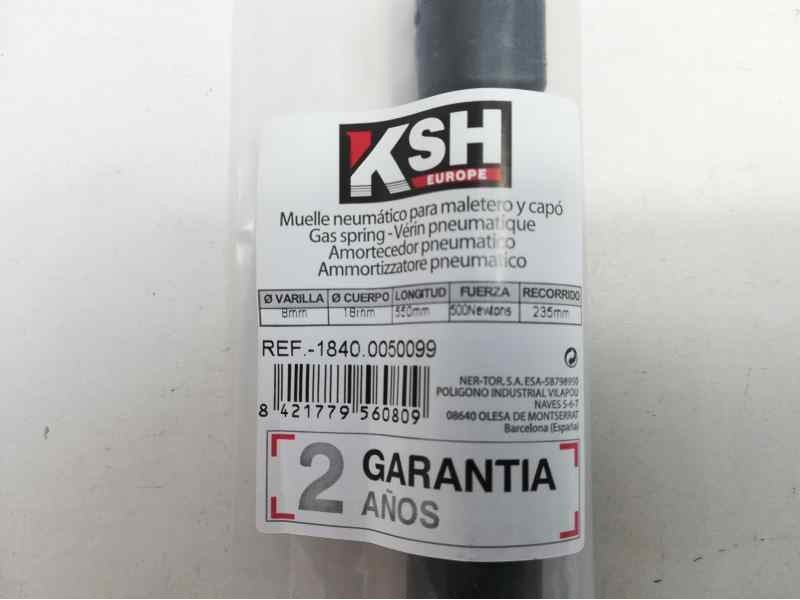 KSH
EUROPE
Muelle neumático para maletero y capó
Gas spring - Vérin pneumatique
Amortecedor pneumatico
Ammortizzatore pneumatico
Ø VARILLA Ø CUERPO LONGITUD FUERZA RECORRIDO
8mm 18mm 550mm 500Newtons 235mm
REF.-1840.0050099
8 421779 560809
NER-TOR, S.A. ESA-58798950
POLIGONO INDUSTRIAL VILAPOU
NAVES 5-6-7
08640 OLESA DE MONTSERRAT
Barcelona (España)
2 GARANTIA
AÑOS